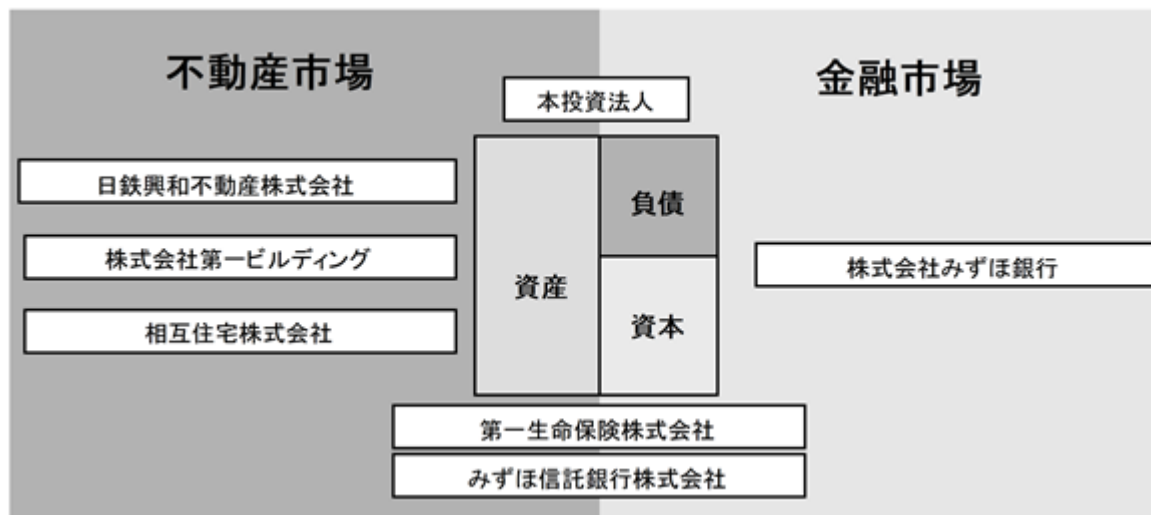 不動産市場
金融市場
本投資法人
日鉄興和不動産株式会社
株式会社第一ビルディング
相互住宅株式会社
資産
負債
資本
株式会社みずほ銀行
第一生命保険株式会社
みずほ信託銀行株式会社